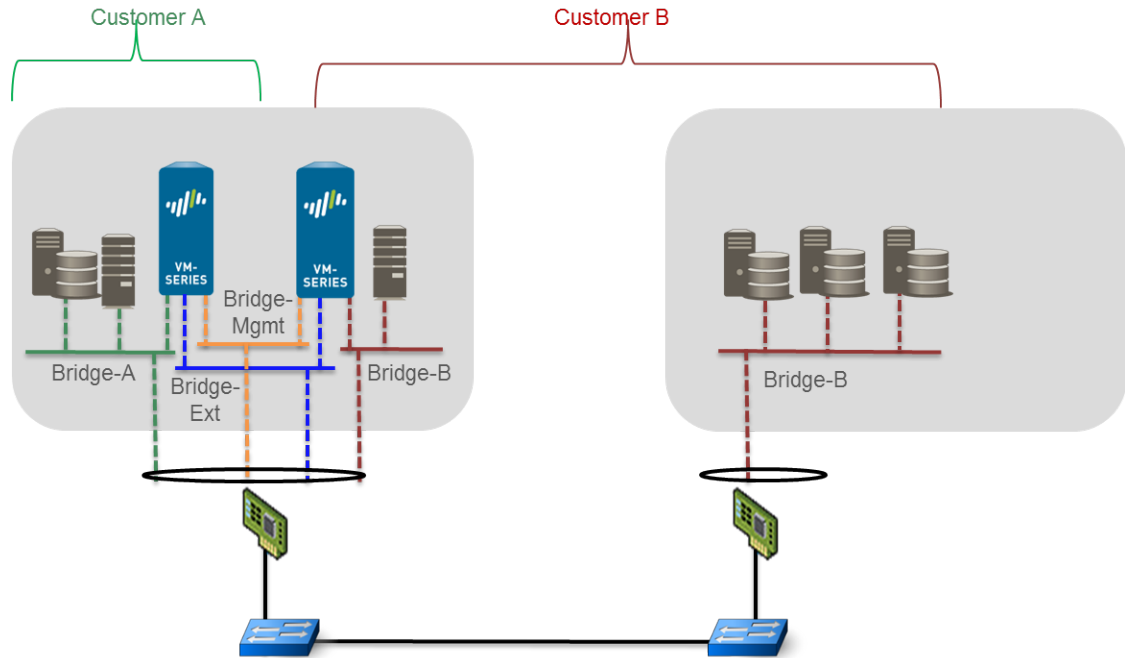 Customer A
Customer B
VM-
SERIES
VM-
SERIES
Bridge-
Mgmt
Bridge-A
Bridge-
Ext
Bridge-B
Bridge-B